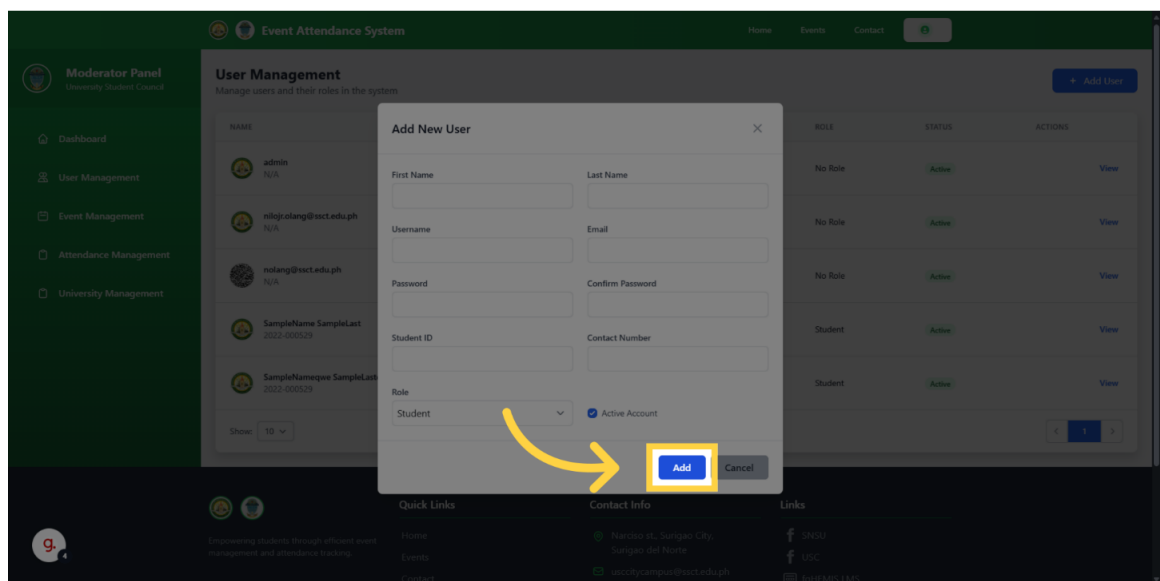 Event Attendance System
Home
Events
Contact
Moderator Panel
University Student Council
Dashboard
User Management
Event Management
Attendance Management
University Management
User Management
Manage users and their roles in the system
+ Add User
NAME
ROLE
STATUS
ACTIONS
admin
N/A
No Role
Active
View
nilojr.olang@ssct.edu.ph
N/A
No Role
Active
View
nolang@ssct.edu.ph
N/A
No Role
Active
View
SampleName SampleLast
2022-000529
Student
Active
View
SampleNameqwe SampleLast
2022-000529
Student
Active
View
Show: 10
1
Add New User
First Name
Last Name
Username
Email
Password
Confirm Password
Student ID
Contact Number
Role
Student
Active Account
Add
Cancel
Empowering students through efficient event
management and attendance tracking.
Quick Links
Home
Events
Contact
Contact Info
Narciso st., Surigao City,
Surigao del Norte
usccitycampus@ssct.edu.ph
Links
SNSU
USC
g.
4